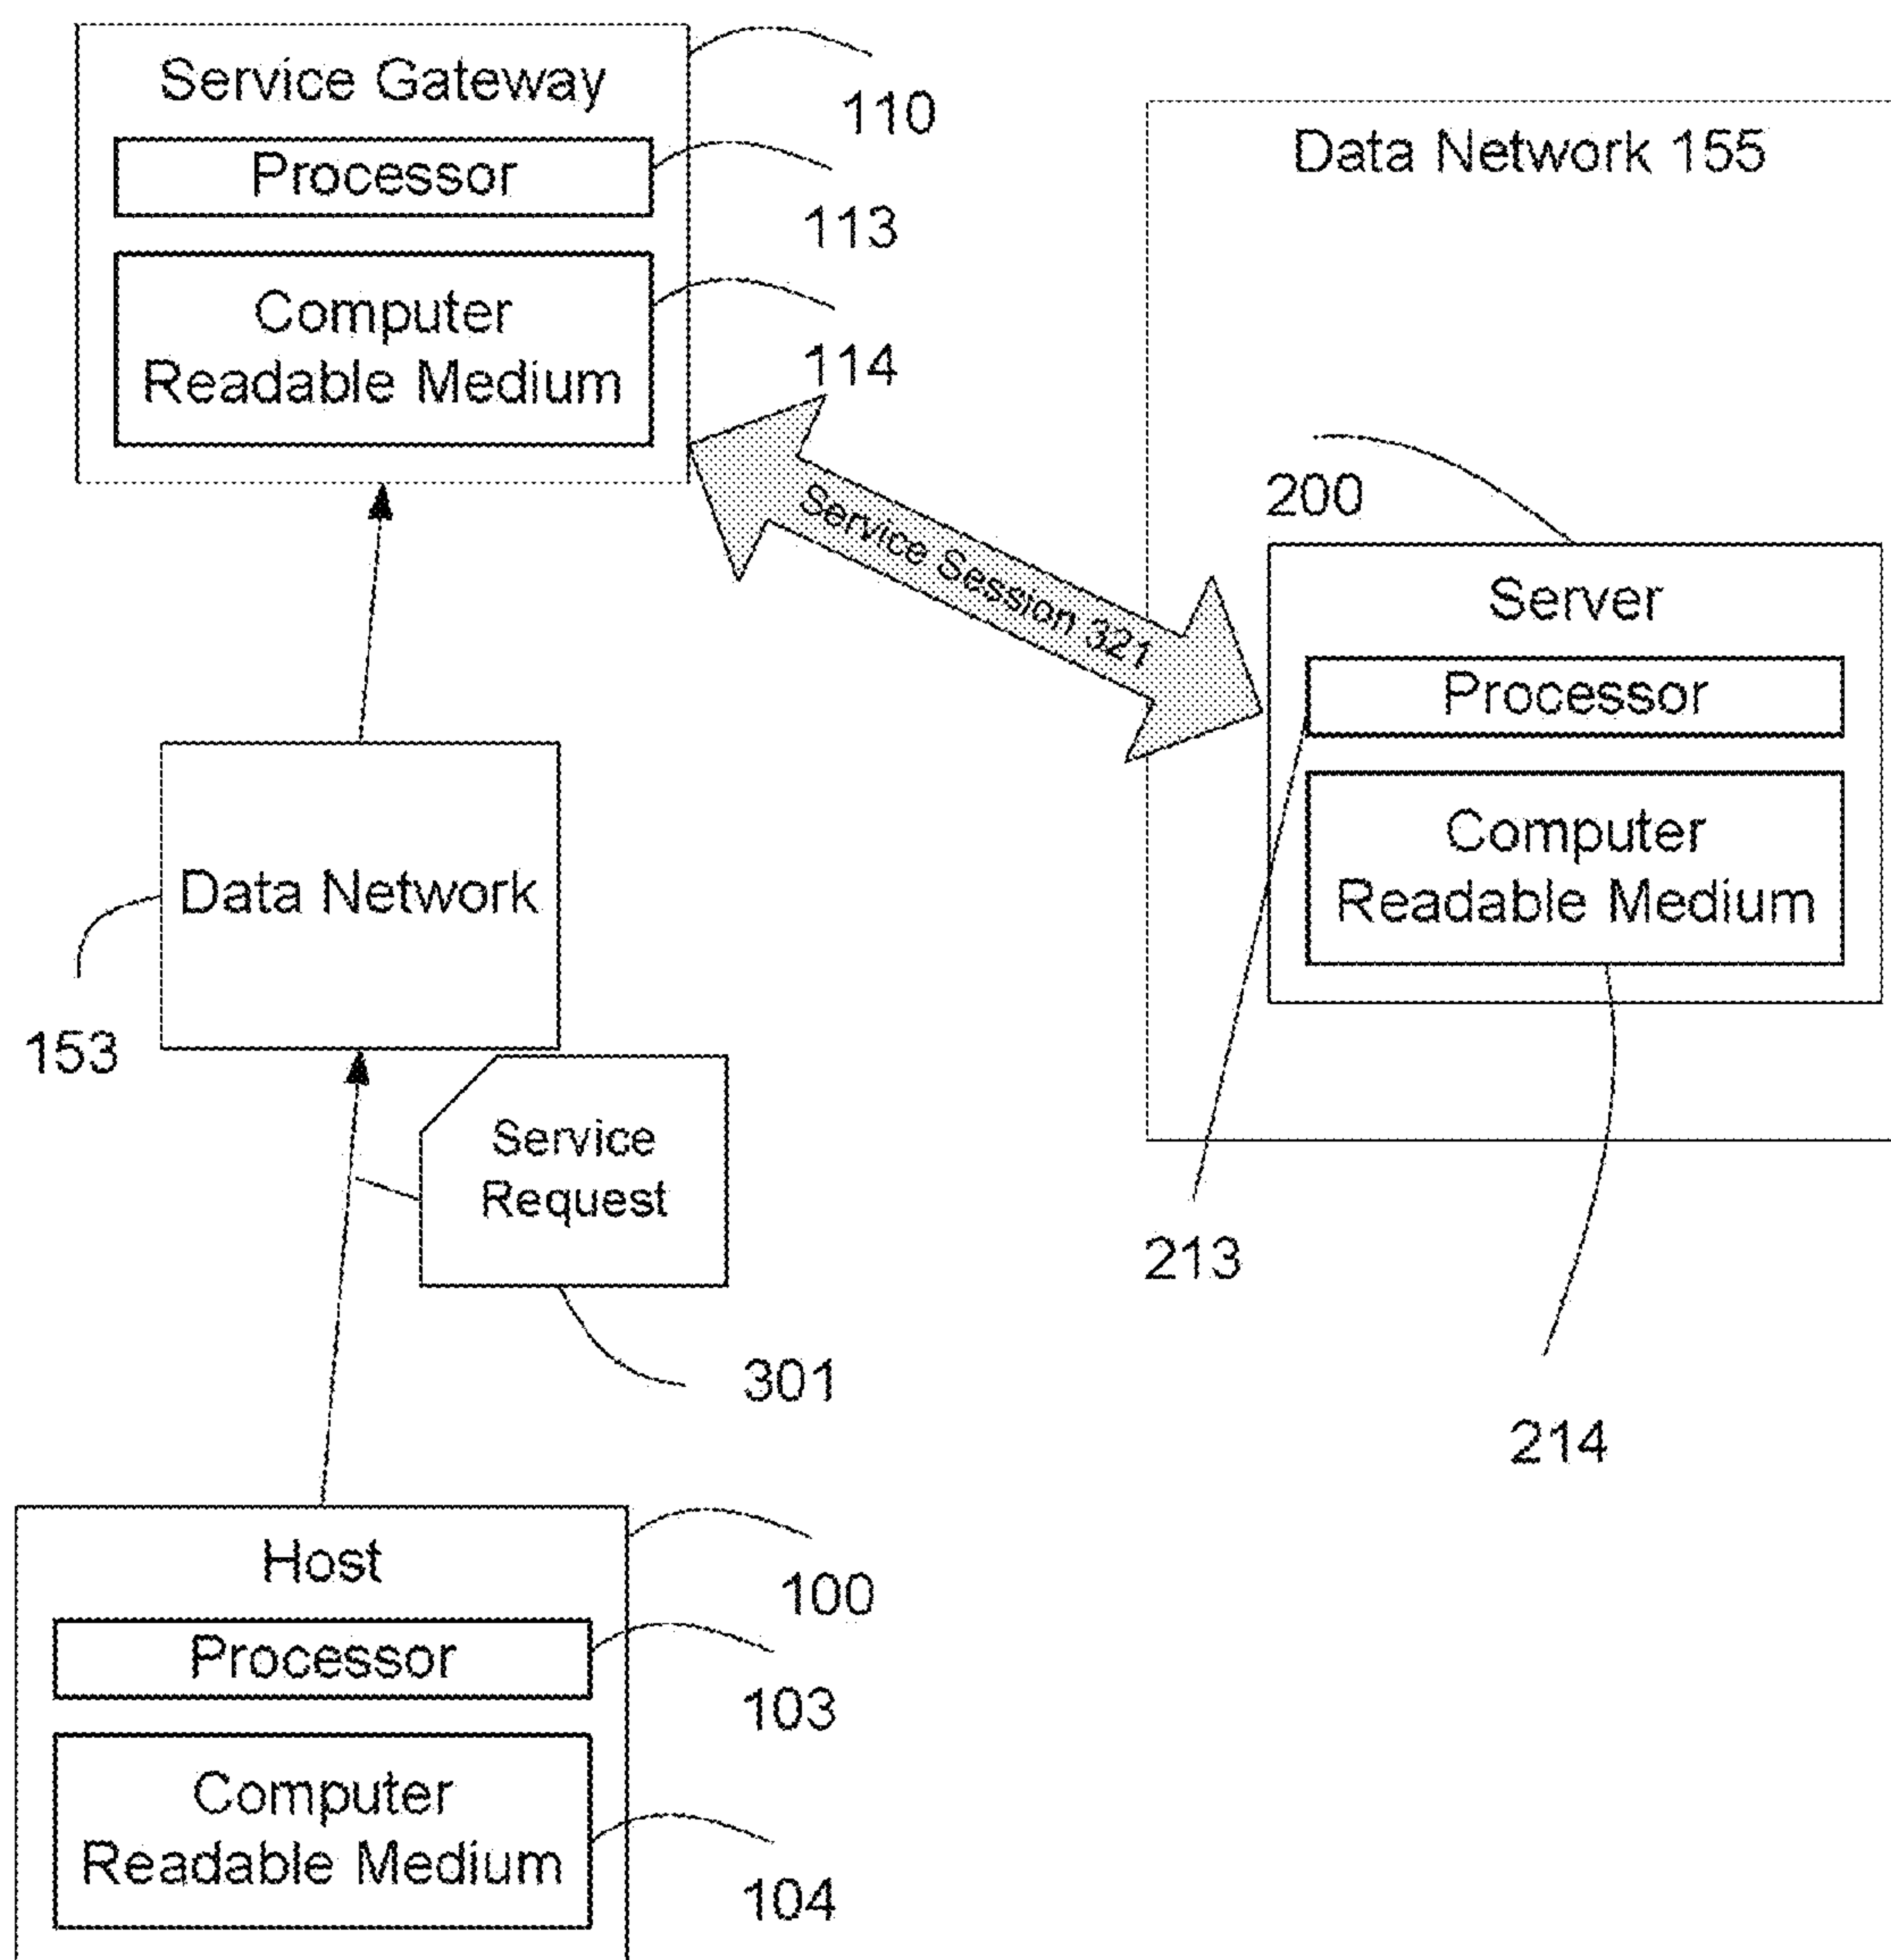 Service Gateway
110
Processor
113
Computer
Readable Medium
114
Data Network 155
Service Session 321
200
Server
Processor
Computer
Readable Medium
213
214
Data Network
153
Service
Request
301
Host
100
Processor
103
Computer
Readable Medium
104